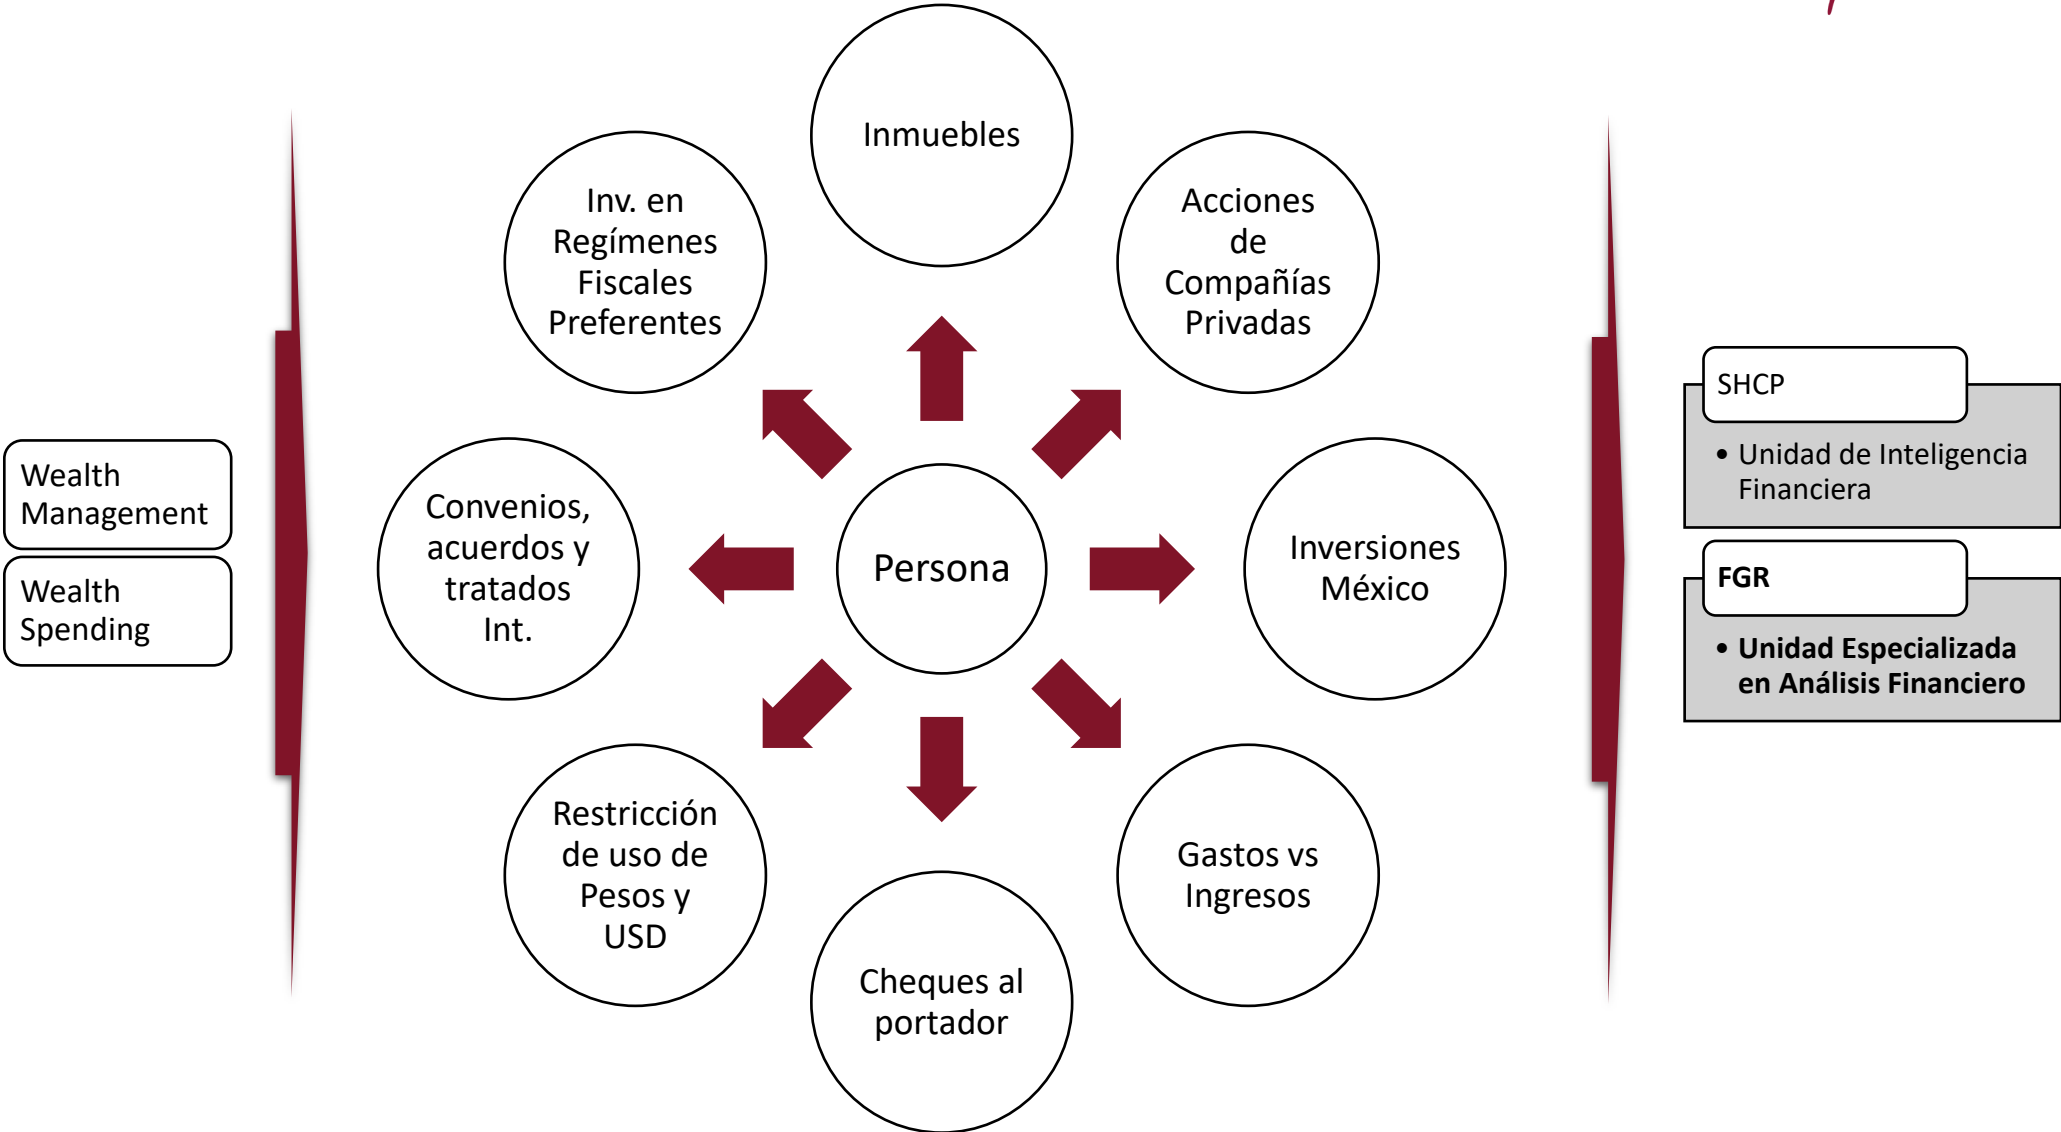 Wealth
Management
Wealth
Spending
Inmuebles
Inv. en
Regímenes
Fiscales
Preferentes
Acciones
de
Compañías
Privadas
Convenios,
acuerdos y
tratados
Int.
Persona
Inversiones
México
Restricción
de uso de
Pesos y
USD
Gastos vs
Ingresos
Cheques al
portador
SHCP
• Unidad de Inteligencia
Financiera
FGR
• Unidad Especializada
en Análisis Financiero